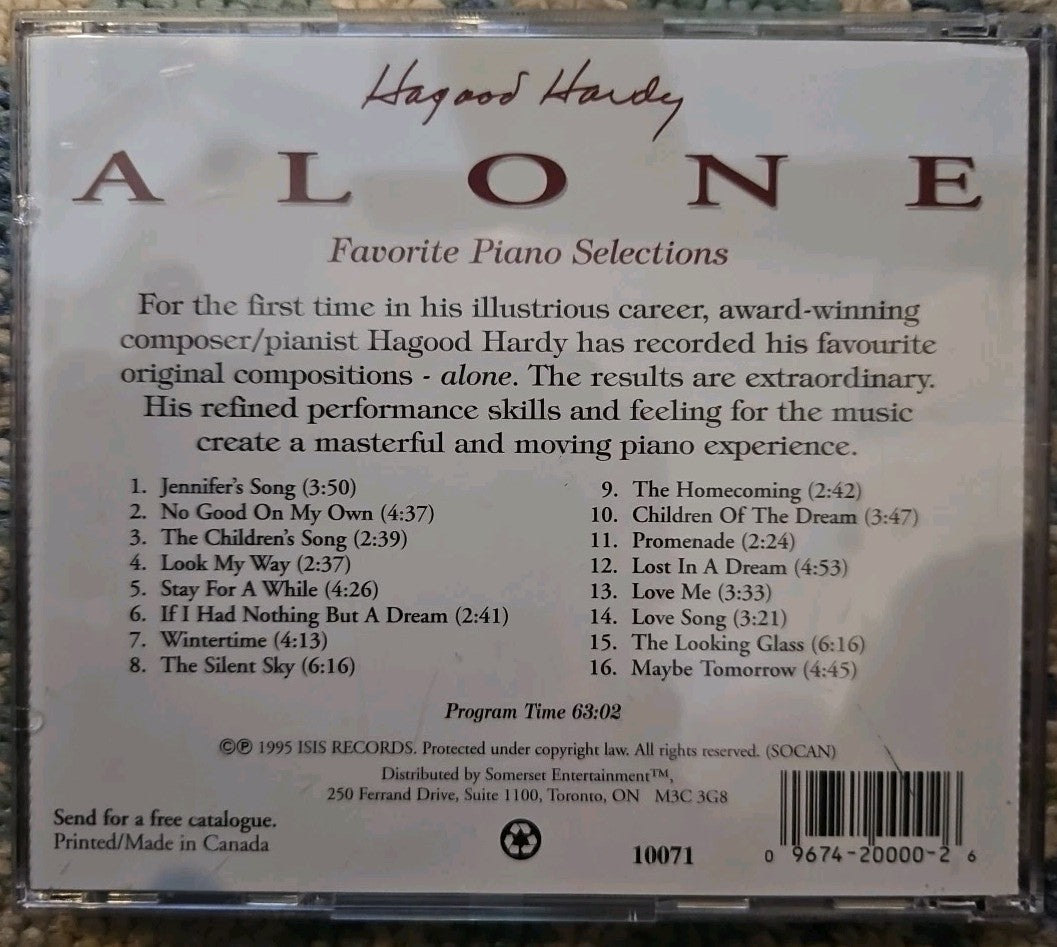 Hagood Hardy
ALONE
Favorite Piano Selections
For the first time in his illustrious career, award-winning
composer/pianist Hagood Hardy has recorded his favourite
original compositions - alone. The results are extraordinary.
His refined performance skills and feeling for the music
create a masterful and moving piano experience.
1. Jennifer's Song (3:50)
2. No Good On My Own (4:37)
3. The Children's Song (2:39)
4. Look My Way (2:37)
5. Stay For A While (4:26)
6. If I Had Nothing But A Dream (2:41)
7. Wintertime (4:13)
8. The Silent Sky (6:16)
9. The Homecoming (2:42)
10. Children Of The Dream (3:47)
11. Promenade (2:24)
12. Lost In A Dream (4:53)
13. Love Me (3:33)
14. Love Song (3:21)
15. The Looking Glass (6:16)
16. Maybe Tomorrow (4:45)
Program Time 63:02
©℗ 1995 ISIS RECORDS. Protected under copyright law. All rights reserved. (SOCAN)
Distributed by Somerset Entertainment™,
250 Ferrand Drive, Suite 1100, Toronto, ON M3C 3G8
Send for a free catalogue.
Printed/Made in Canada
10071
0 9674-20000-2 6